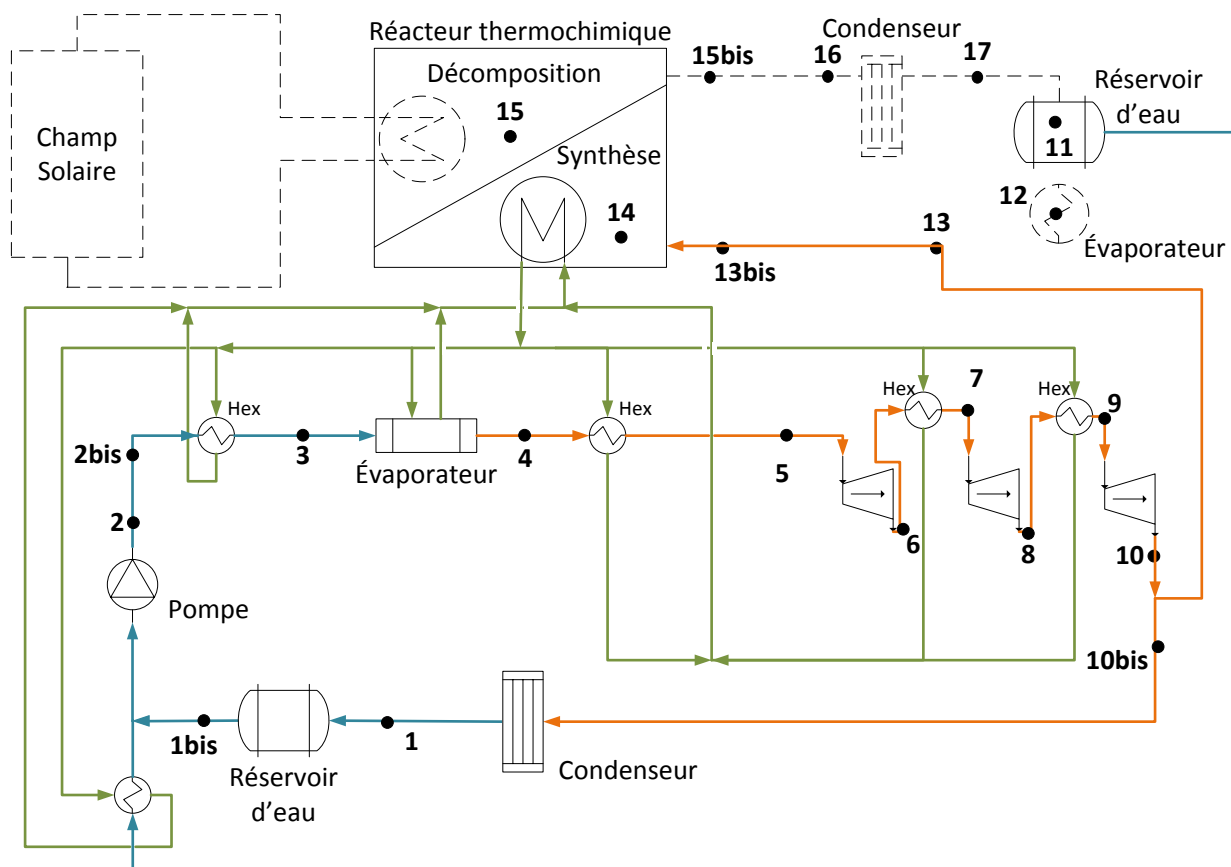 Réacteur thermochimique
Condenseur
15bis
16
17
Décomposition
Réservoir
d'eau
15
11
Champ
Solaire
Synthèse
14
12
13
Évaporateur
13bis
Hex
Hex
Hex
Hex
7
9
2bis
3
4
5
Évaporateur
2
6
8
10
Pompe
10bis
1bis
1
Réservoir
d'eau
Condenseur